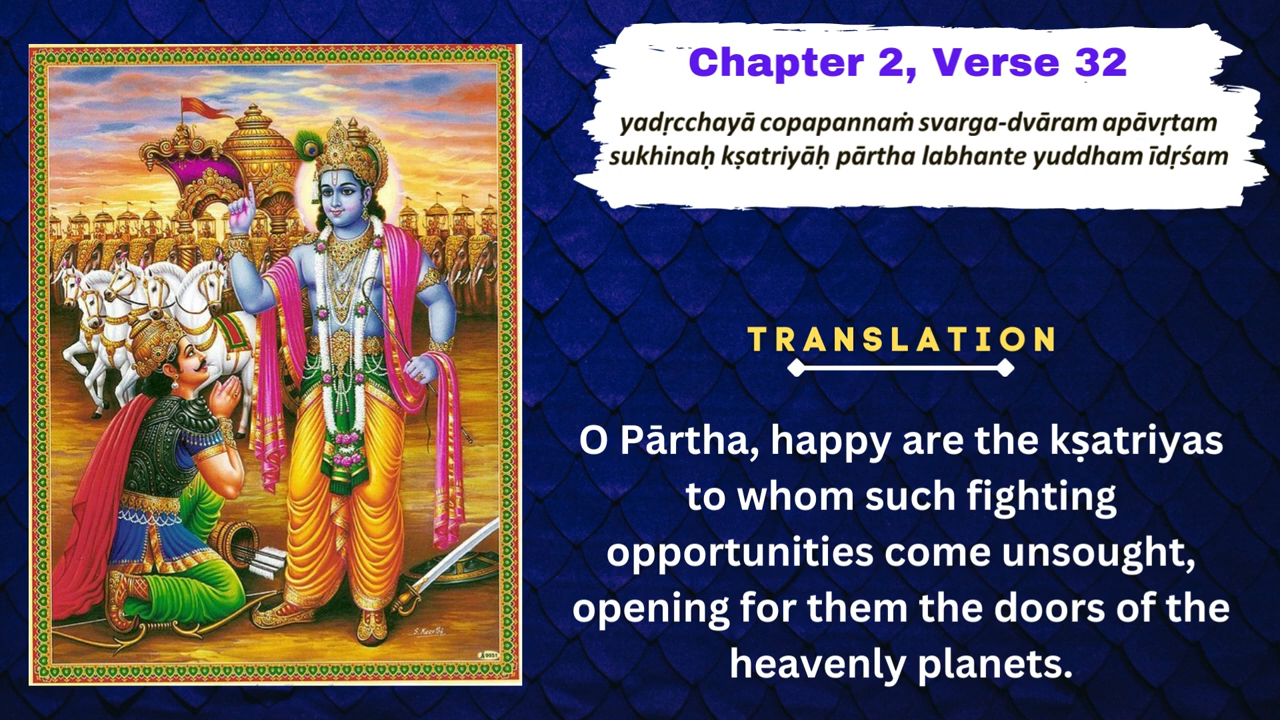 Chapter 2, Verse 32
yadṛcchayā copapannaṁ svarga-dvāram apāvṛtam
sukhinaḥ kṣatriyāḥ pārtha labhante yuddham īdṛśam
TRANSLATION
O Pārtha, happy are the kṣatriyas
to whom such fighting
opportunities come unsought,
opening for them the doors of the
heavenly planets.